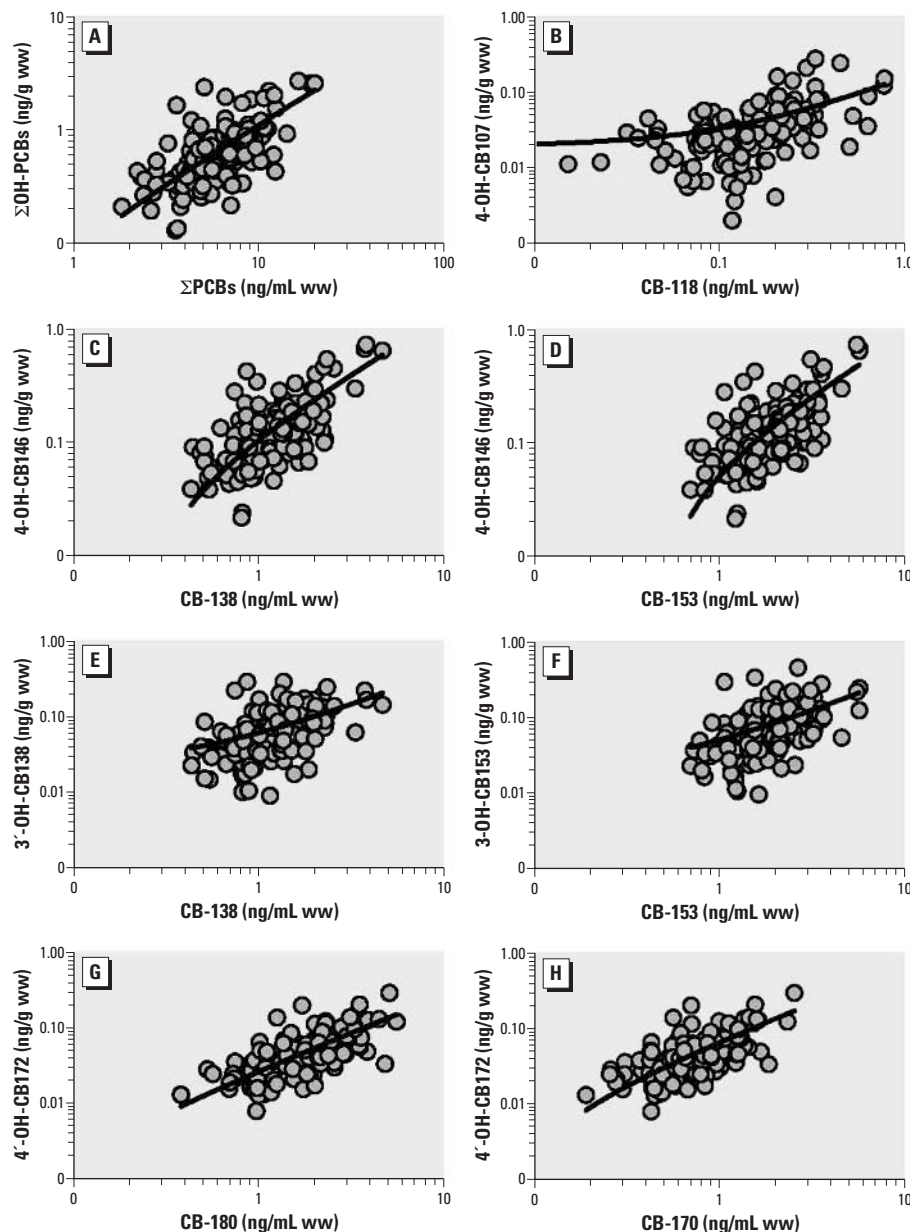 A
10
1
0
ΣOH-PCBs (ng/g ww)
1
10
100
ΣPCBs (ng/mL ww)
B
1.00
0.10
0.01
0
4-OH-CB107 (ng/g ww)
0
0.1
1.0
CB-118 (ng/mL ww)
C
1.0
0.1
0
4-OH-CB146 (ng/g ww)
0
1
10
CB-138 (ng/mL ww)
D
1.0
0.1
0
4-OH-CB146 (ng/g ww)
0
1
10
CB-153 (ng/mL ww)
E
1.00
0.10
0.01
0
3′-OH-CB138 (ng/g ww)
0
1
10
CB-138 (ng/mL ww)
F
1.00
0.10
0.01
0
3-OH-CB153 (ng/g ww)
0
1
10
CB-153 (ng/mL ww)
G
1.00
0.10
0.01
0
4′-OH-CB172 (ng/g ww)
0
1
10
CB-180 (ng/mL ww)
H
1.00
0.10
0.01
0
4′-OH-CB172 (ng/g ww)
0
1
10
CB-170 (ng/mL ww)